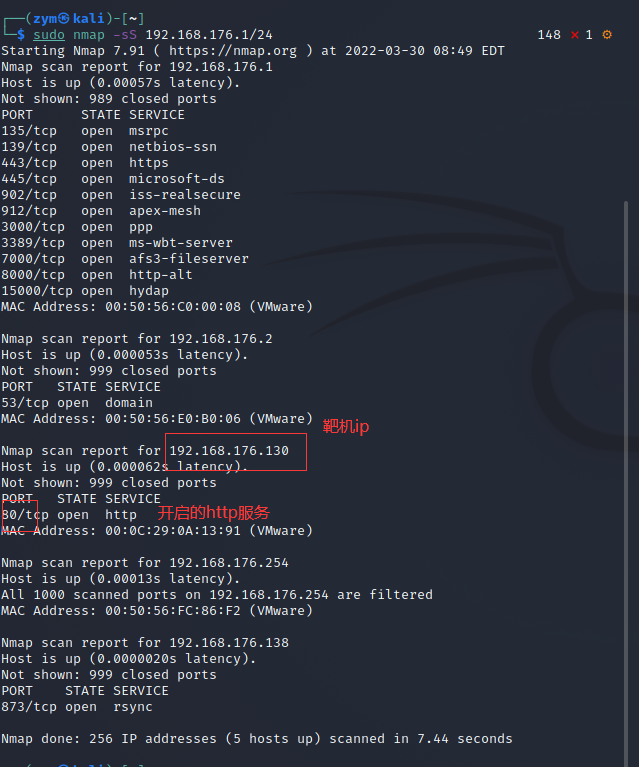 ┌──(zym㉿kali)-[~]
└─$ sudo nmap -sS 192.168.176.1/24 148 ⨯ 1 ⚙
Starting Nmap 7.91 ( https://nmap.org ) at 2022-03-30 08:49 EDT
Nmap scan report for 192.168.176.1
Host is up (0.00057s latency).
Not shown: 989 closed ports
PORT STATE SERVICE
135/tcp open msrpc
139/tcp open netbios-ssn
443/tcp open https
445/tcp open microsoft-ds
902/tcp open iss-realsecure
912/tcp open apex-mesh
3000/tcp open ppp
3389/tcp open ms-wbt-server
7000/tcp open afs3-fileserver
8000/tcp open http-alt
15000/tcp open hydap
MAC Address: 00:50:56:C0:00:08 (VMware)
Nmap scan report for 192.168.176.2
Host is up (0.000053s latency).
Not shown: 999 closed ports
PORT STATE SERVICE
53/tcp open domain
MAC Address: 00:50:56:E0:B0:06 (VMware)
靶机ip
Nmap scan report for 192.168.176.130
Host is up (0.000062s latency).
Not shown: 999 closed ports
PORT STATE SERVICE
80/tcp open http 开启的http服务
MAC Address: 00:0C:29:0A:13:91 (VMware)
Nmap scan report for 192.168.176.254
Host is up (0.00013s latency).
All 1000 scanned ports on 192.168.176.254 are filtered
MAC Address: 00:50:56:FC:86:F2 (VMware)
Nmap scan report for 192.168.176.138
Host is up (0.0000020s latency).
Not shown: 999 closed ports
PORT STATE SERVICE
873/tcp open rsync
Nmap done: 256 IP addresses (5 hosts up) scanned in 7.44 seconds